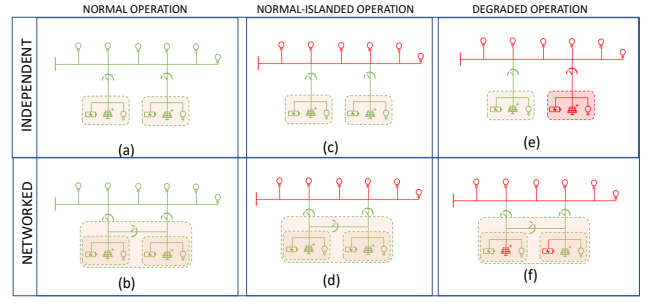 NORMAL OPERATION
NORMAL-ISLANDED OPERATION
DEGRADED OPERATION
INDEPENDENT
(a)
(c)
(e)
NETWORKED
(b)
(d)
(f)